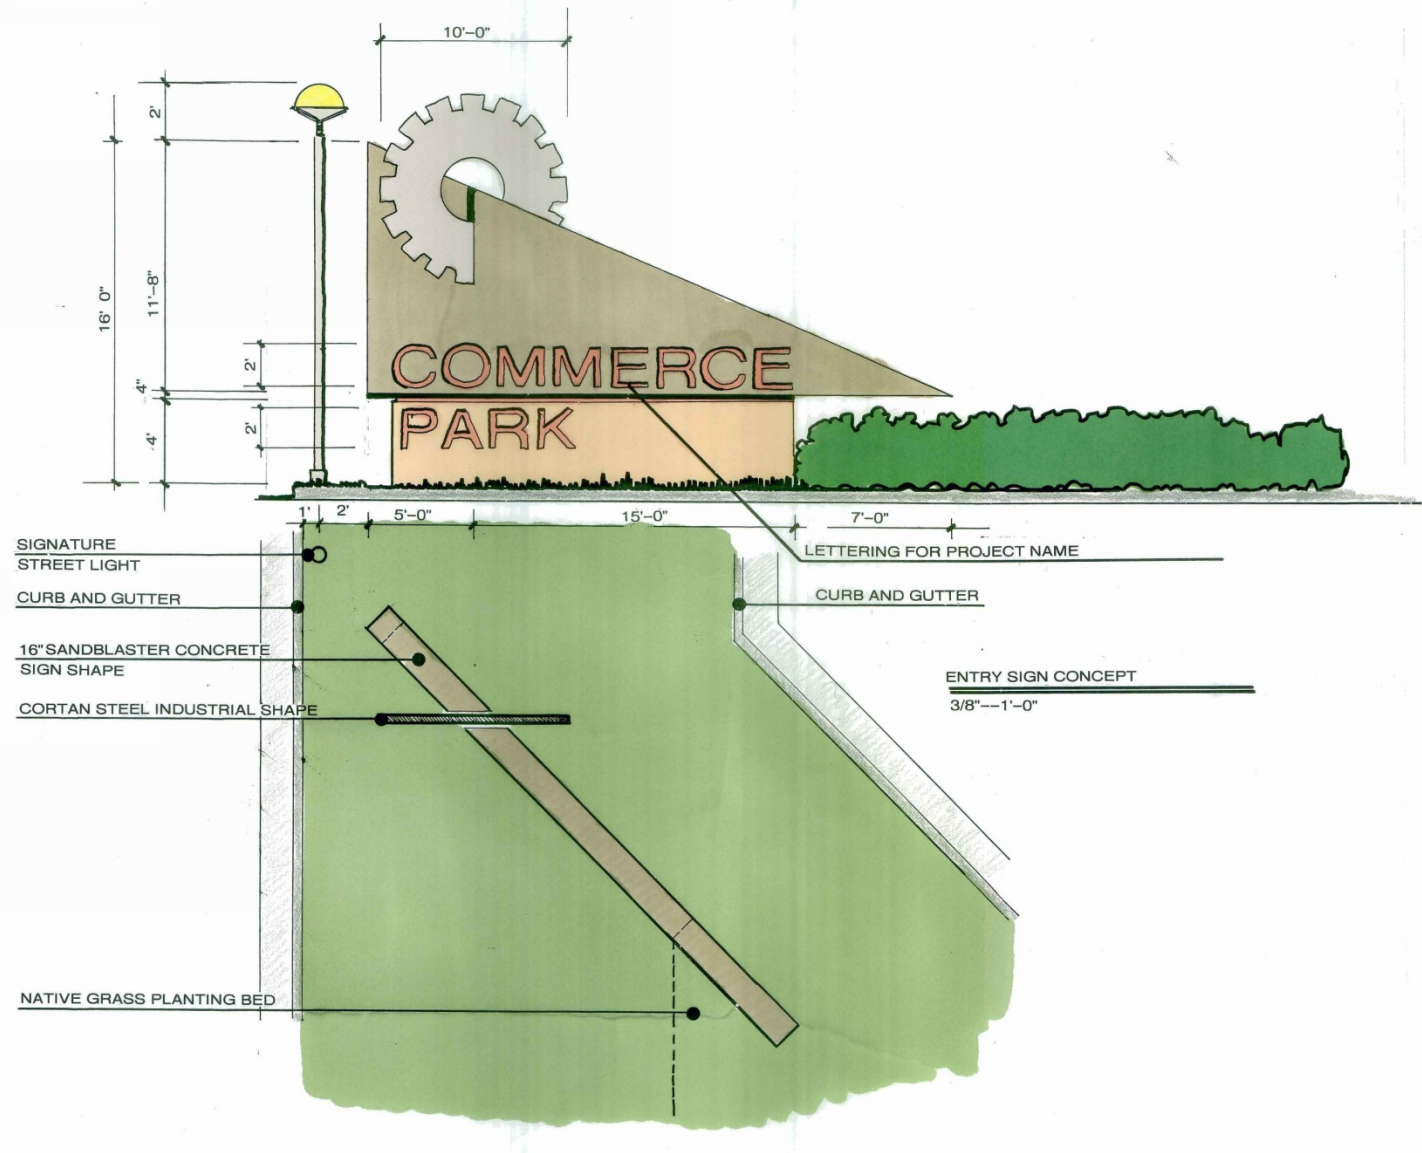 10'-0"
2'
16' 0"
11'-8"
2'
4"
2'
4'
COMMERCE
PARK
1'
2'
5'-0"
15'-0"
7'-0"
SIGNATURE
STREET LIGHT
LETTERING FOR PROJECT NAME
CURB AND GUTTER
CURB AND GUTTER
16" SANDBLASTER CONCRETE
SIGN SHAPE
ENTRY SIGN CONCEPT
3/8"--1'-0"
CORTAN STEEL INDUSTRIAL SHAPE
NATIVE GRASS PLANTING BED